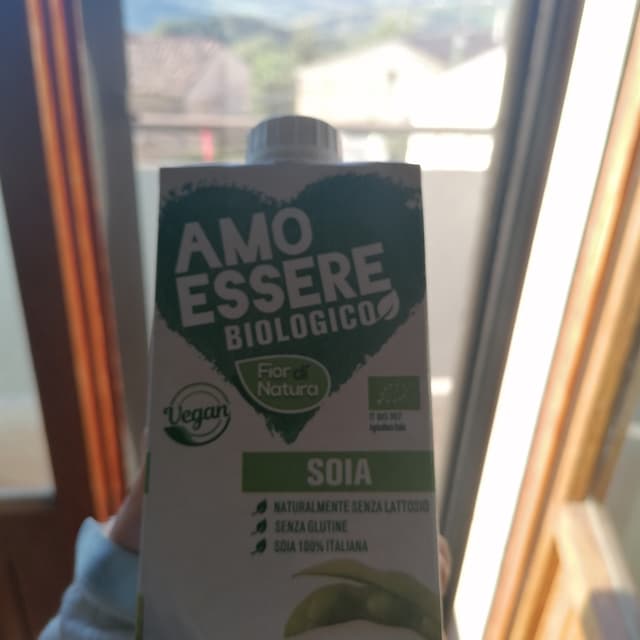 AMO
ESSERE
BIOLOGICO
Fior di
Natura
Vegan
SOIA
NATURALMENTE SENZA LATTOSIO
SENZA GLUTINE
SOIA 100% ITALIANA